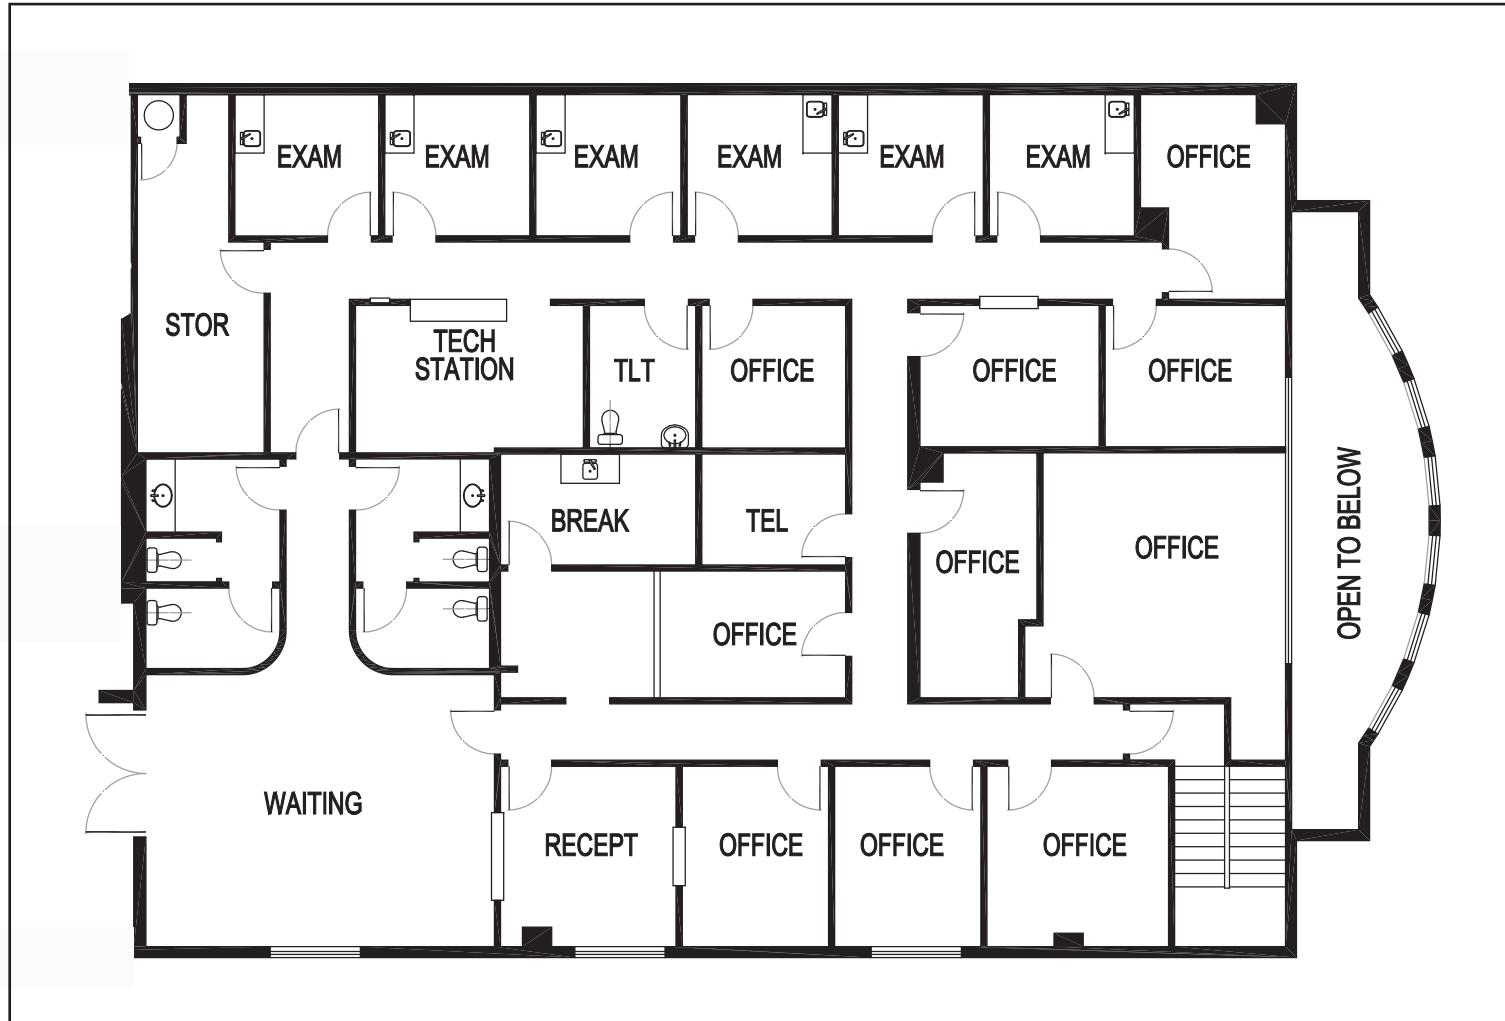 EXAM
EXAM
EXAM
EXAM
EXAM
EXAM
OFFICE
STOR
TECH
STATION
TLT
OFFICE
OFFICE
OFFICE
BREAK
TEL
OFFICE
OFFICE
OPEN TO BELOW
OFFICE
WAITING
RECEPT
OFFICE
OFFICE
OFFICE